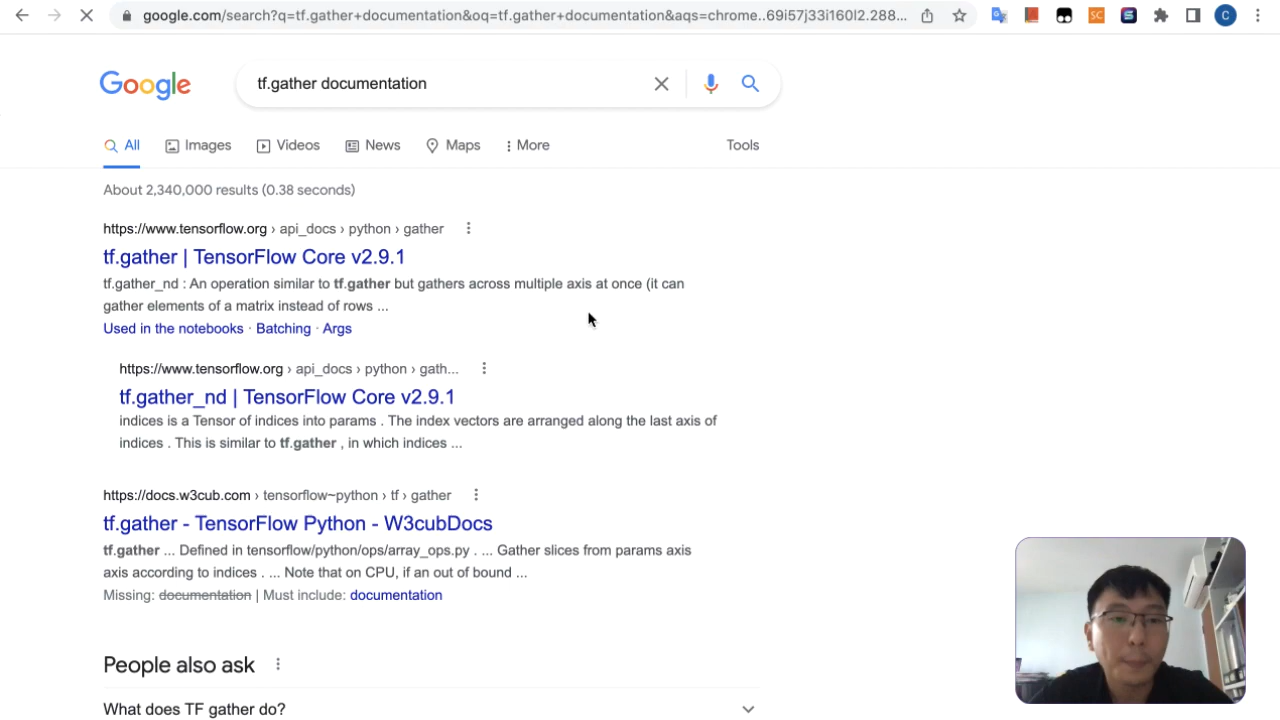 google.com/search?q=tf.gather+documentation&oq=tf.gather+documentation&aqs=chrome..69i57j33i160l2.288...
SC
S
C
Google
tf.gather documentation
All
Images
Videos
News
Maps
More
Tools
About 2,340,000 results (0.38 seconds)
https://www.tensorflow.org › api_docs › python › gather
tf.gather | TensorFlow Core v2.9.1
tf.gather_nd : An operation similar to tf.gather but gathers across multiple axis at once (it can
gather elements of a matrix instead of rows ...
Used in the notebooks · Batching · Args
https://www.tensorflow.org › api_docs › python › gath...
tf.gather_nd | TensorFlow Core v2.9.1
indices is a Tensor of indices into params . The index vectors are arranged along the last axis of
indices . This is similar to tf.gather , in which indices ...
https://docs.w3cub.com › tensorflow~python › tf › gather
tf.gather - TensorFlow Python - W3cubDocs
tf.gather ... Defined in tensorflow/python/ops/array_ops.py . ... Gather slices from params axis
axis according to indices . ... Note that on CPU, if an out of bound ...
Missing: documentation | Must include: documentation
People also ask
What does TF gather do?